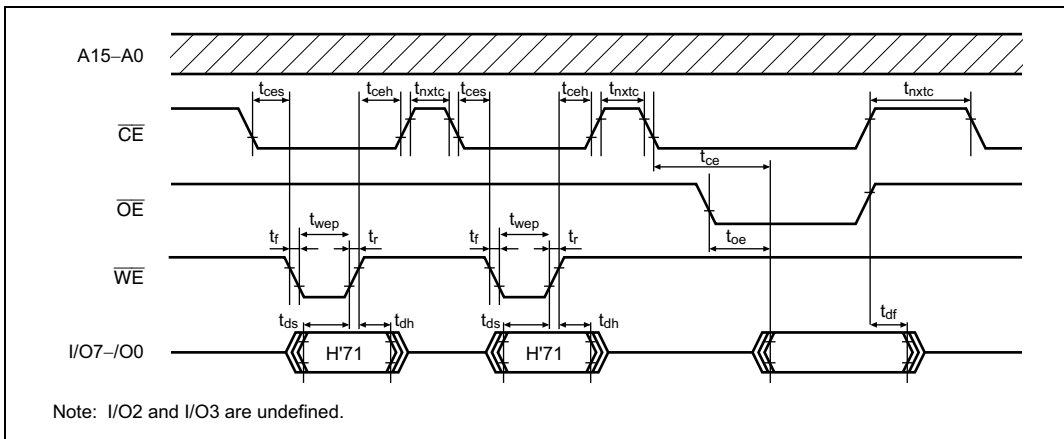 A15–A0
tces tceh tnxtc tces tceh tnxtc tnxtc
CE
tce
OE
twep twep toe
tf tr tf tr
WE
tds tdh tds tdh tdf
I/O7–/O0 H'71 H'71
Note: I/O2 and I/O3 are undefined.